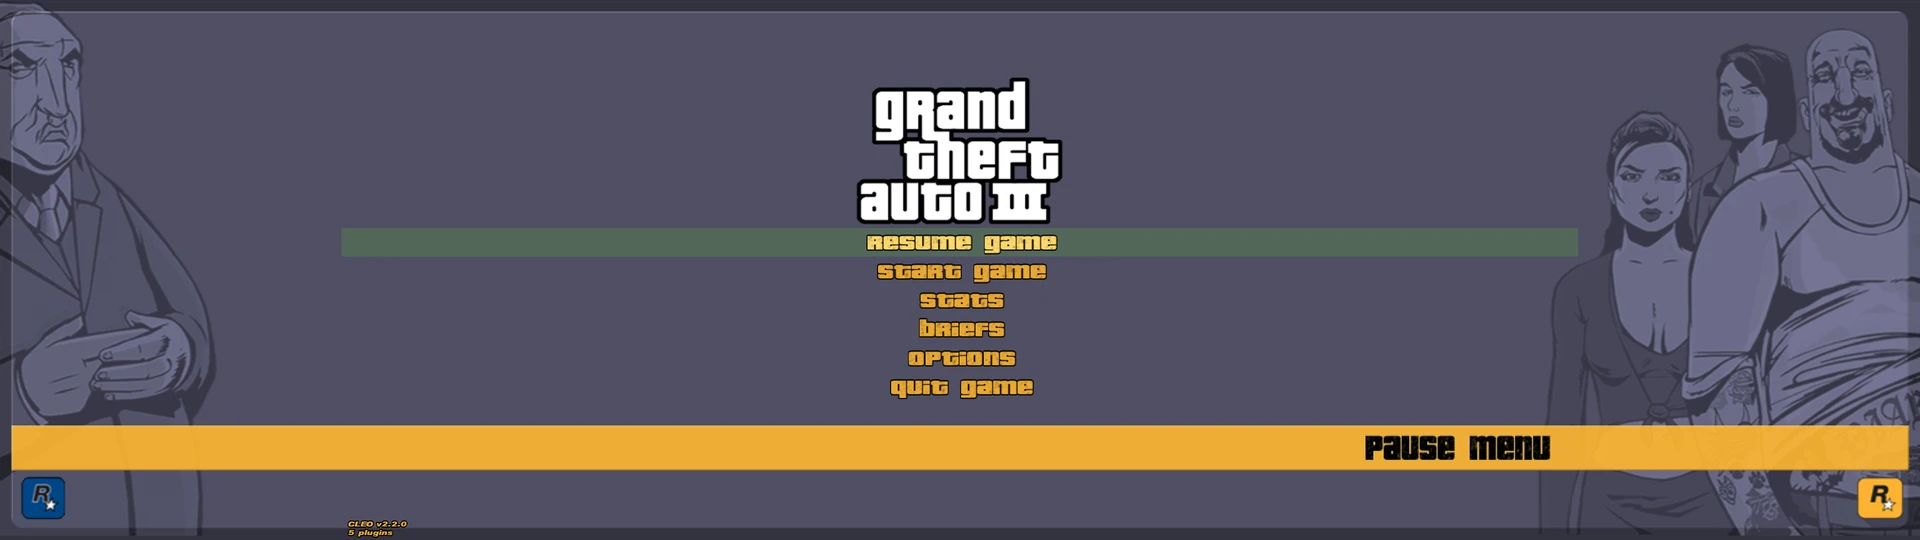 grand
theft
auto III
Resume game
start game
stats
briefs
options
quit game
Pause menu
R
R
CLEO v2.2.0
5 plugins